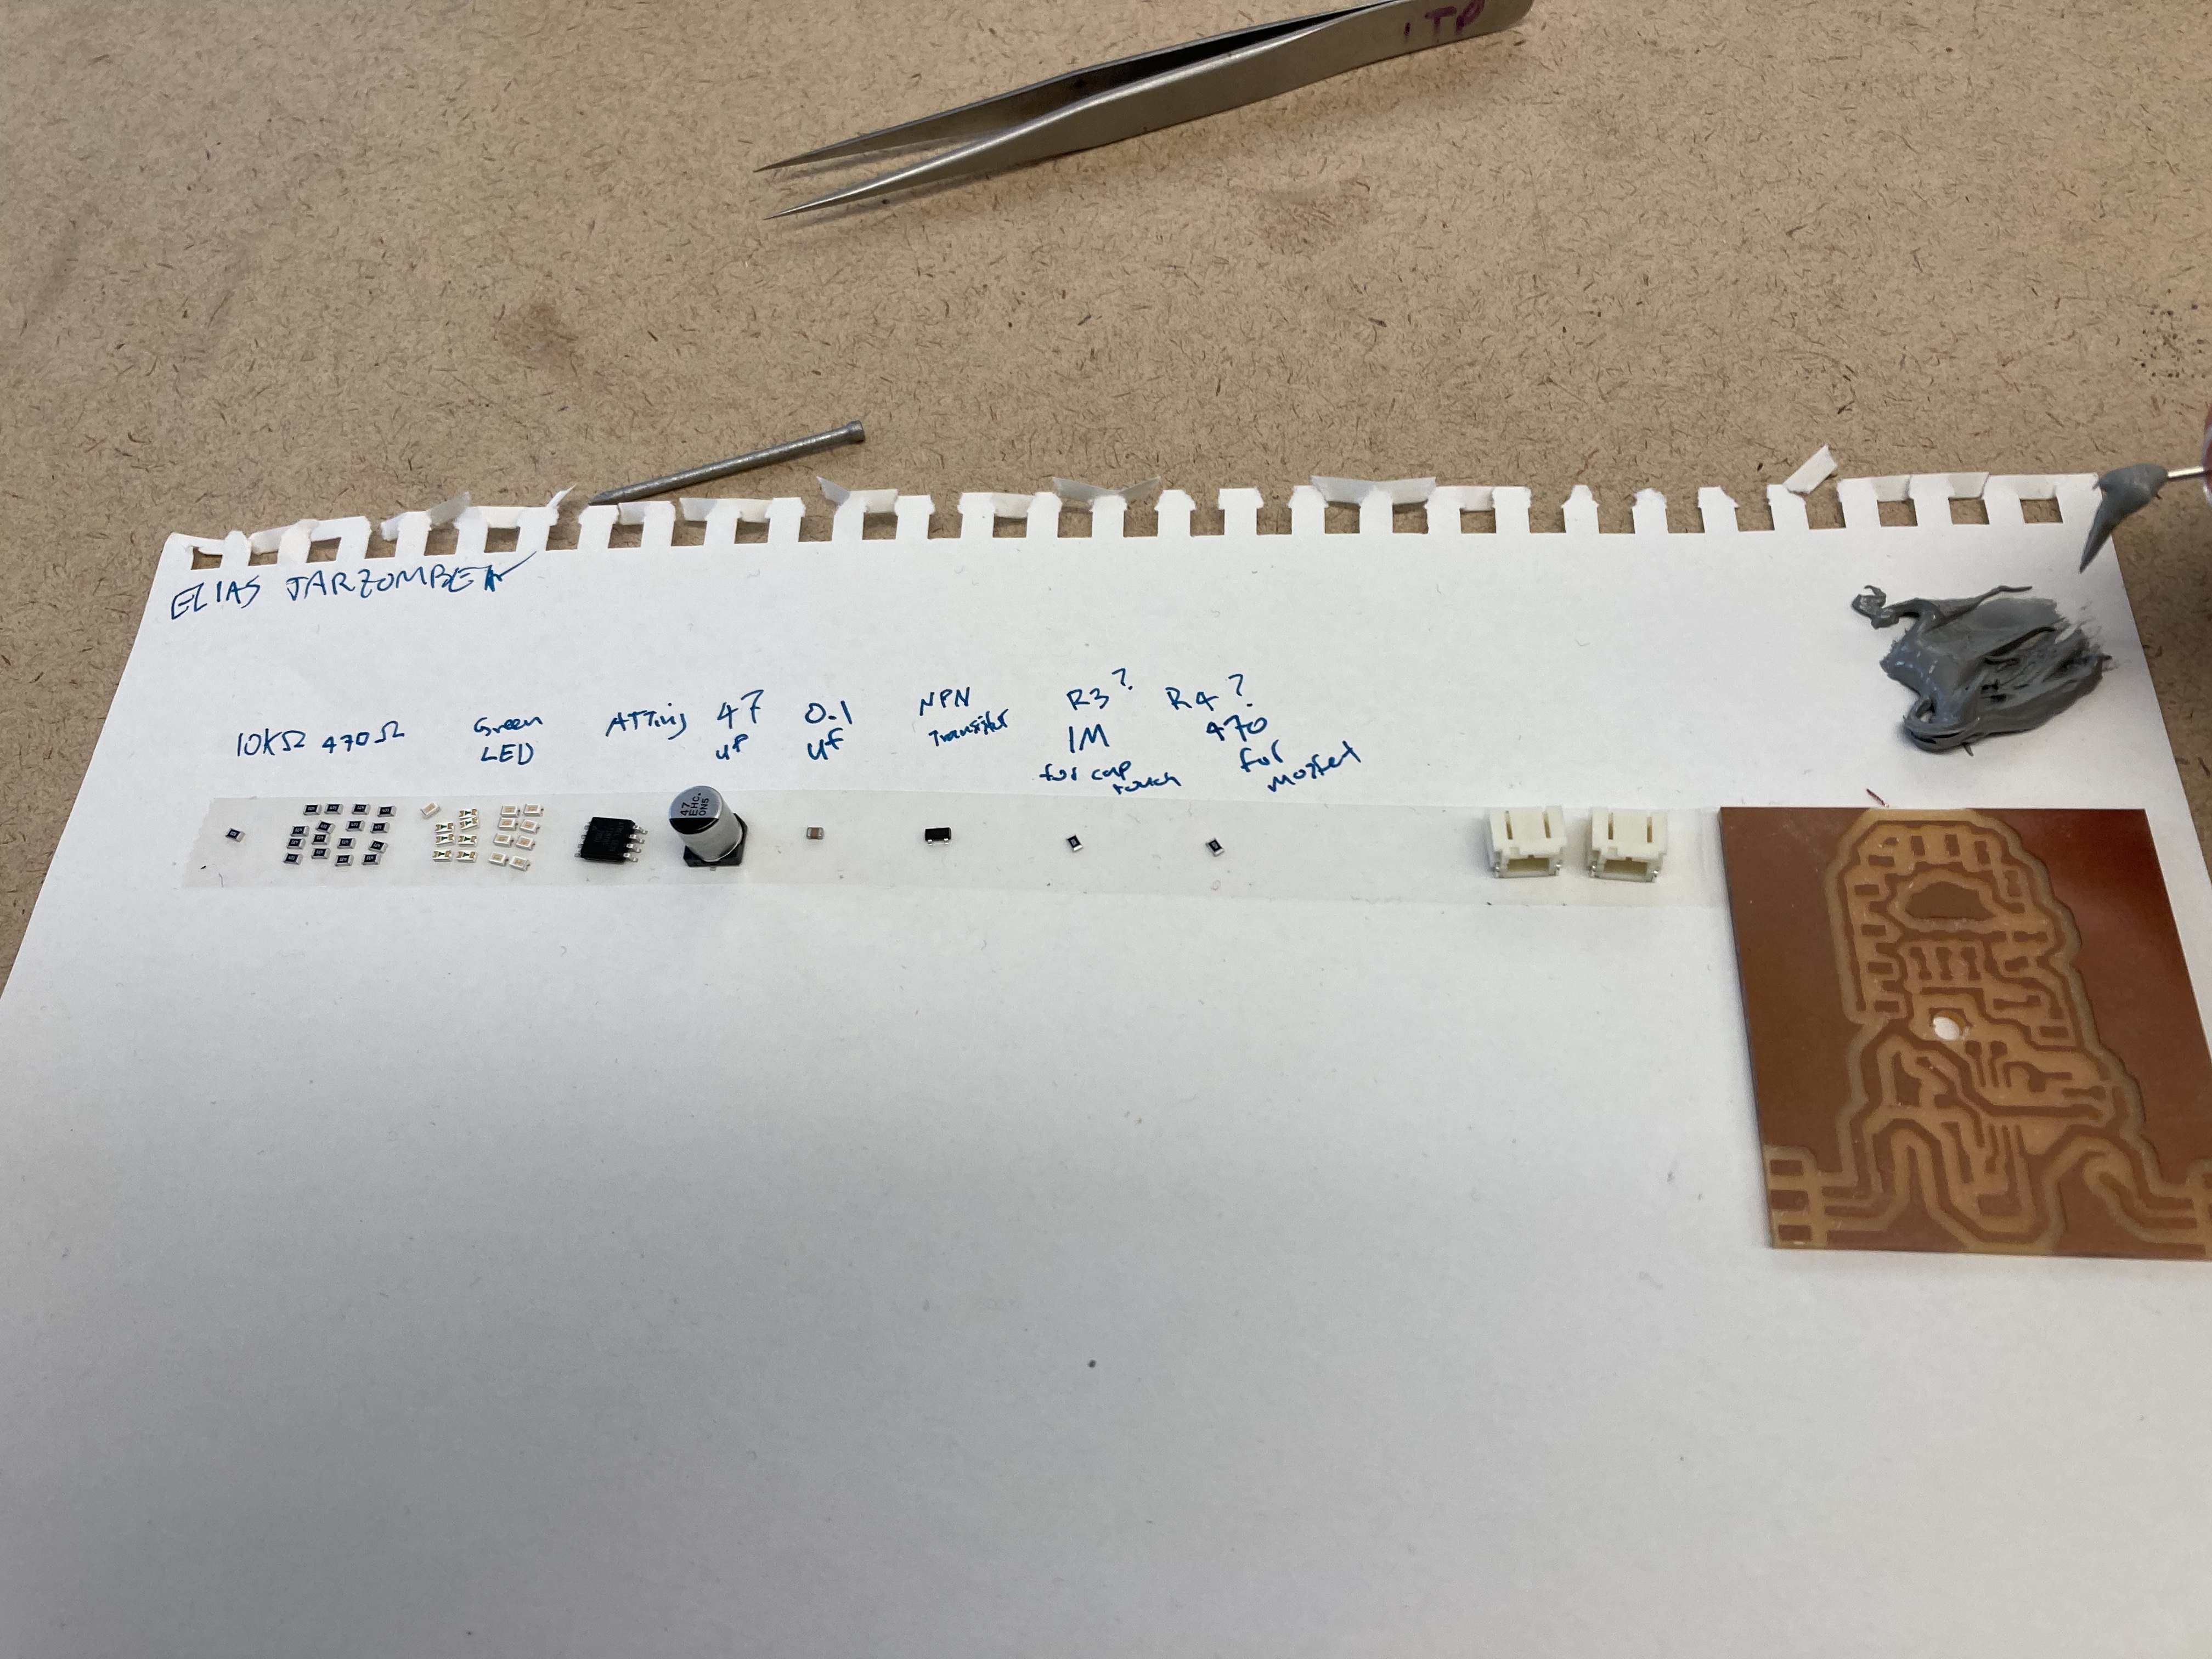 ITP
ELIAS JARZOMBEK
10KΩ 470Ω
Green
LED
ATTiny
47
uF
0.1
uf
NPN
Transistor
R3?
1M
for cap
touch
R4?
470
for
mosfet
47
EHC.
ONS